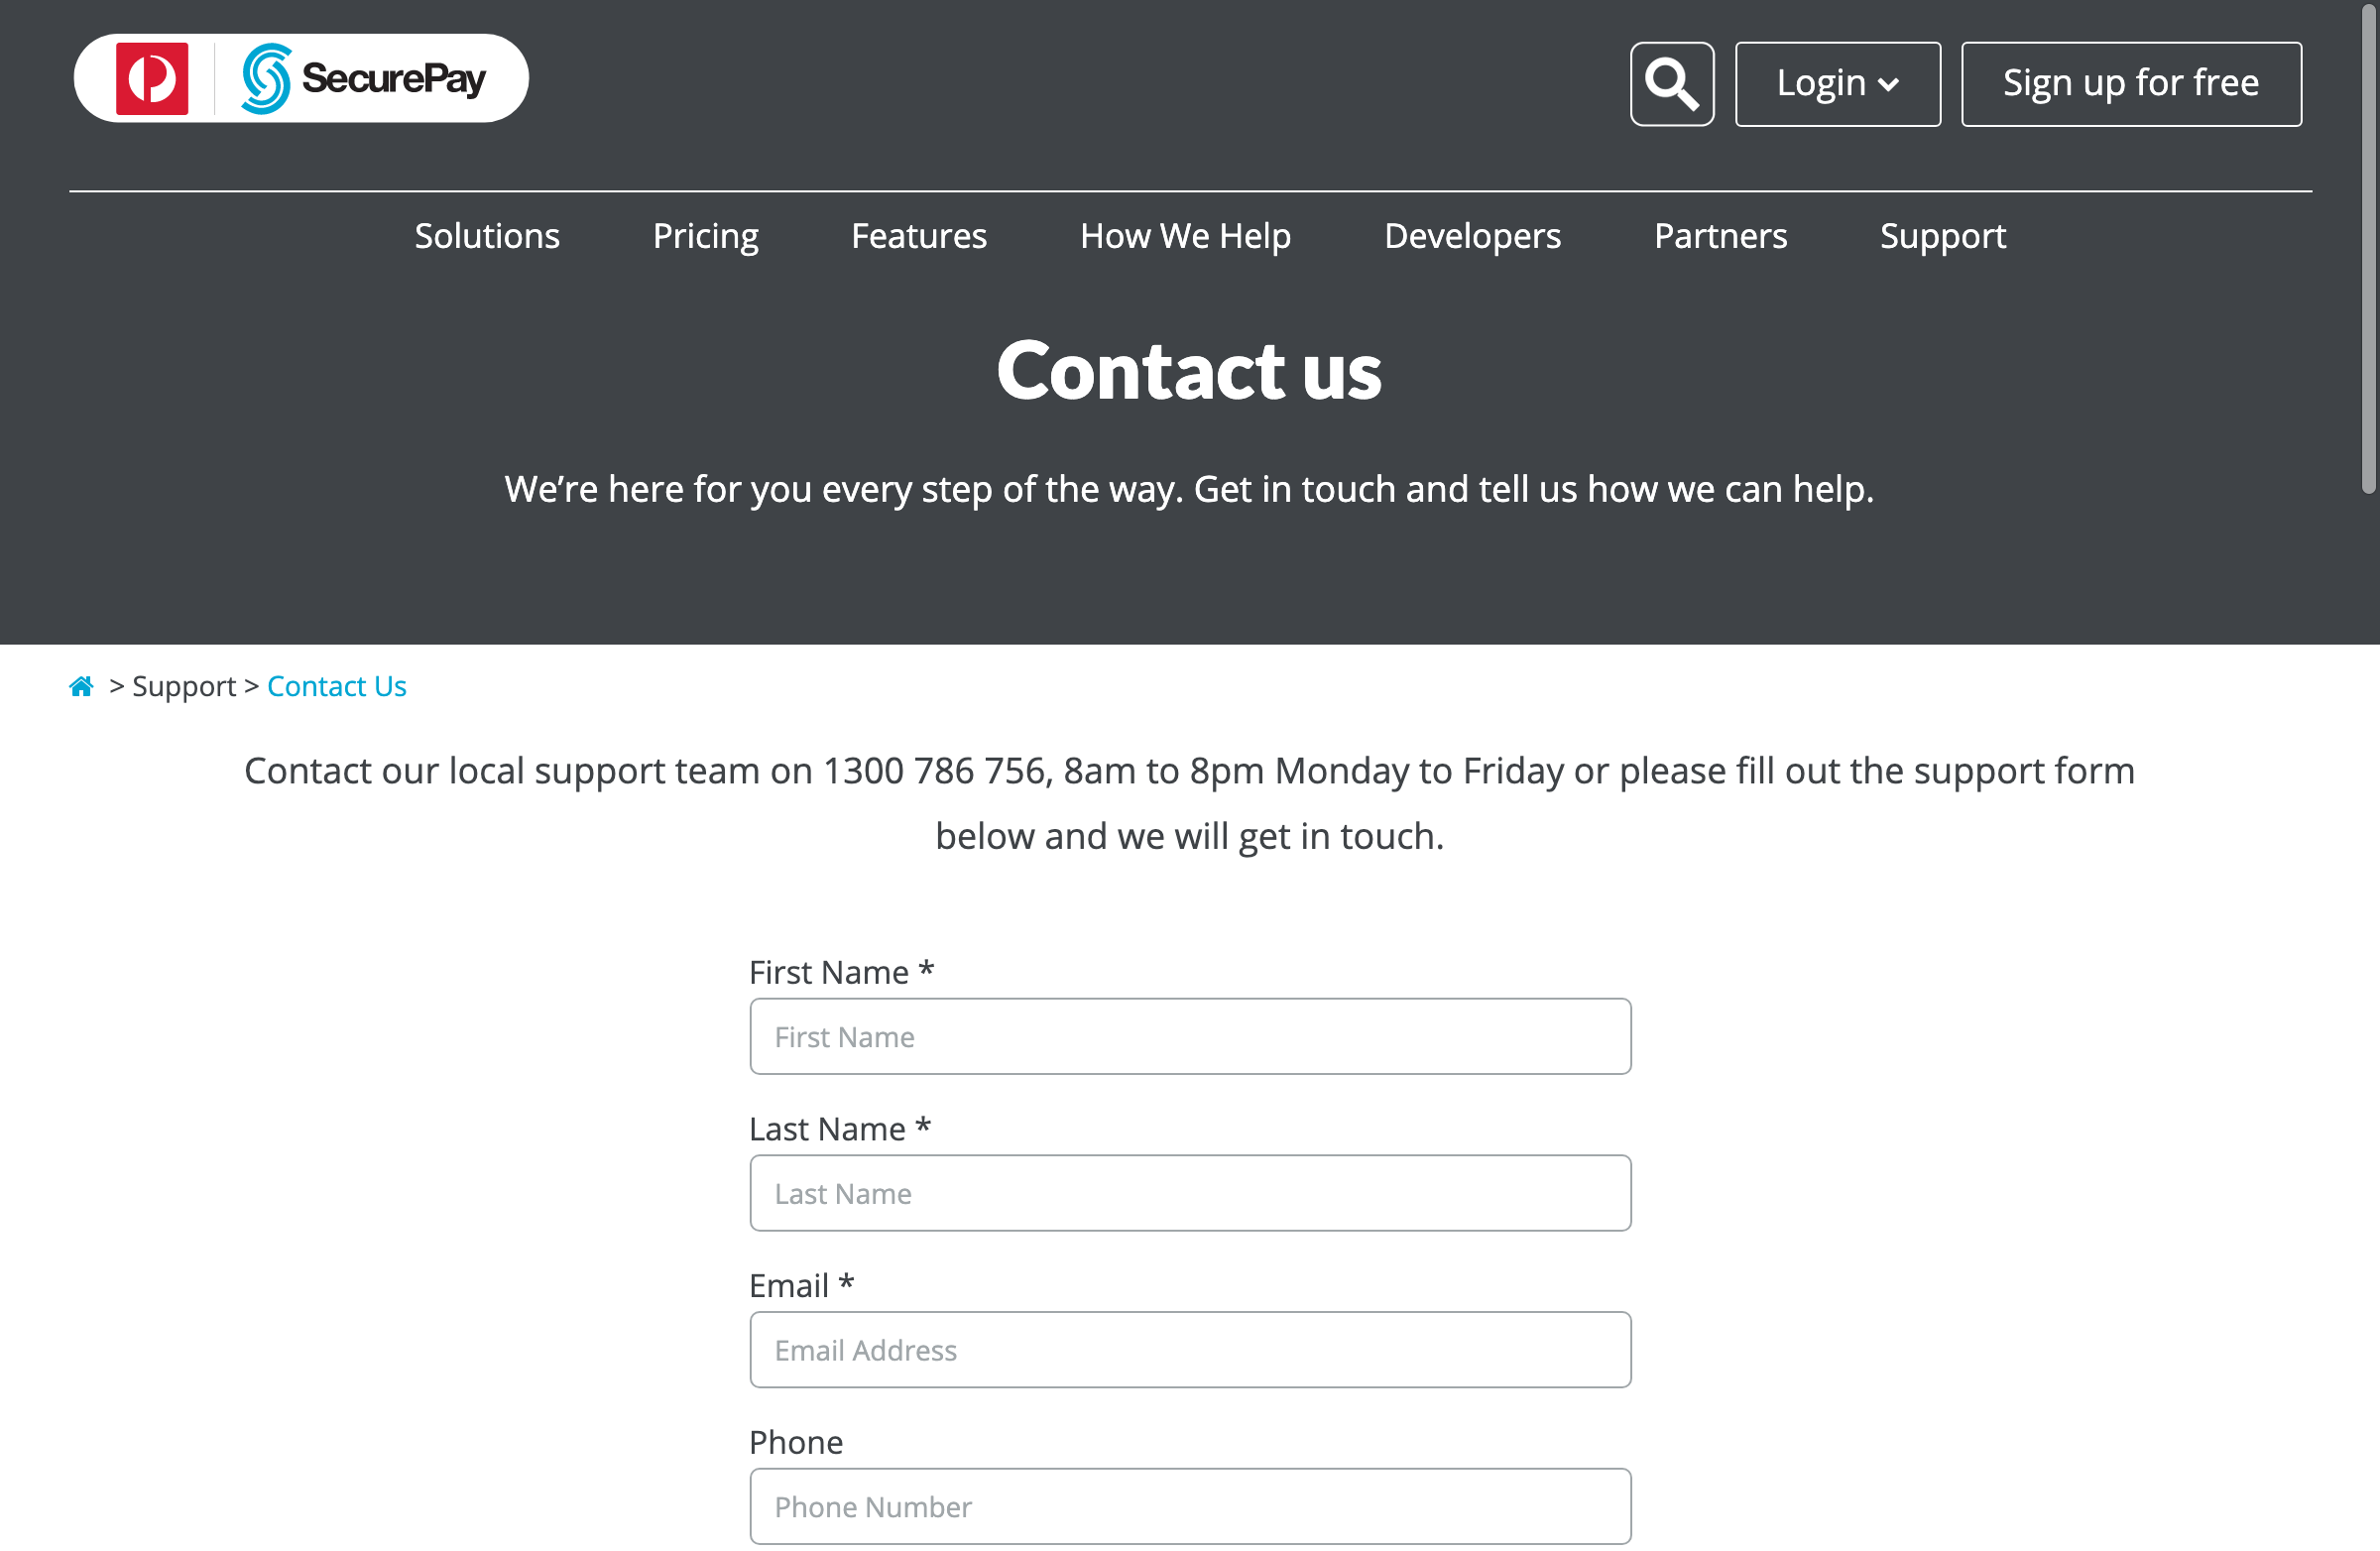 SecurePay
Login
Sign up for free
Solutions
Pricing
Features
How We Help
Developers
Partners
Support
Contact us
We’re here for you every step of the way. Get in touch and tell us how we can help.
> Support > Contact Us
Contact our local support team on 1300 786 756, 8am to 8pm Monday to Friday or please fill out the support form
below and we will get in touch.
First Name *
First Name
Last Name *
Last Name
Email *
Email Address
Phone
Phone Number